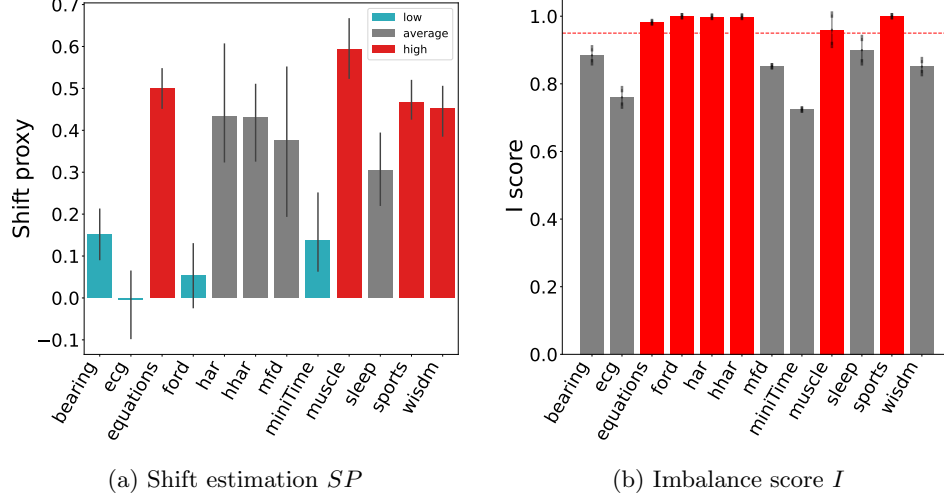 0.7
0.6
0.5
0.4
0.3
0.2
0.1
0.0
−0.1
Shift proxy
low
average
high
bearing
ecg
equations
ford
har
hhar
mfd
miniTime
muscle
sleep
sports
wisdm
(a) Shift estimation SP
1.0
0.8
0.6
0.4
0.2
0.0
I score
bearing
ecg
equations
ford
har
hhar
mfd
miniTime
muscle
sleep
sports
wisdm
(b) Imbalance score I